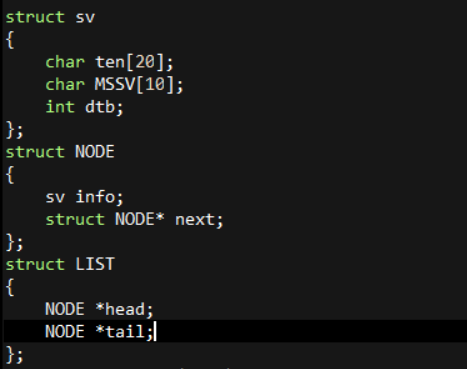 struct sv
{
    char ten[20];
    char MSSV[10];
    int dtb;
};
struct NODE
{
    sv info;
    struct NODE* next;
};
struct LIST
{
    NODE *head;
    NODE *tail;
};